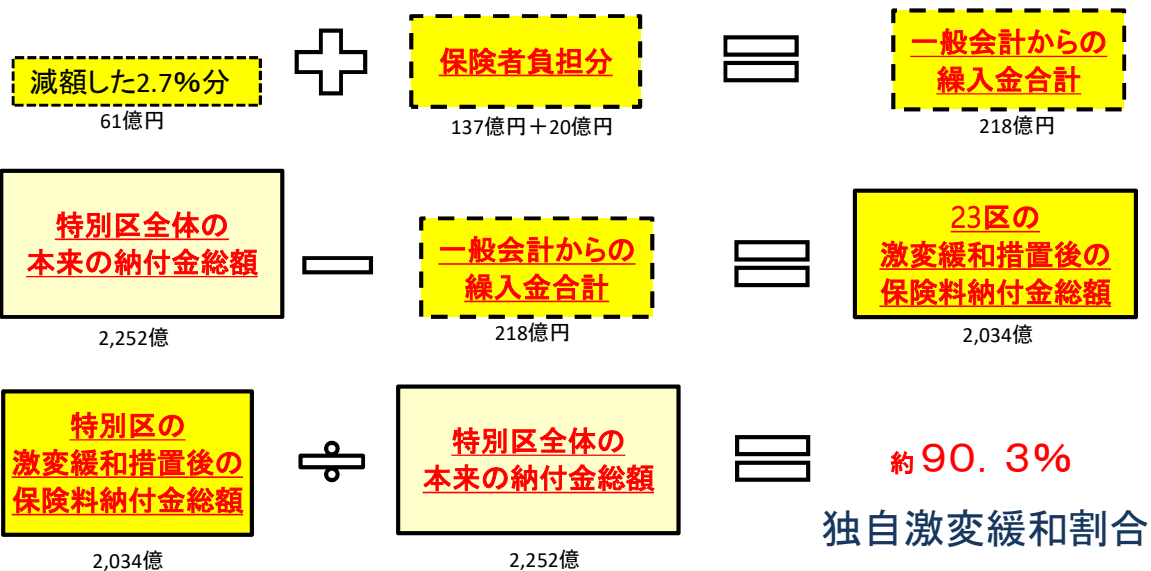 減額した2.7％分
61億円
保険者負担分
137億円＋20億円
一般会計からの
繰入金合計
218億円
特別区全体の
本来の納付金総額
2,252億
一般会計からの
繰入金合計
218億円
23区の
激変緩和措置後の
保険料納付金総額
2,034億
特別区の
激変緩和措置後の
保険料納付金総額
2,034億
特別区全体の
本来の納付金総額
2,252億
約９０．３％
独自激変緩和割合